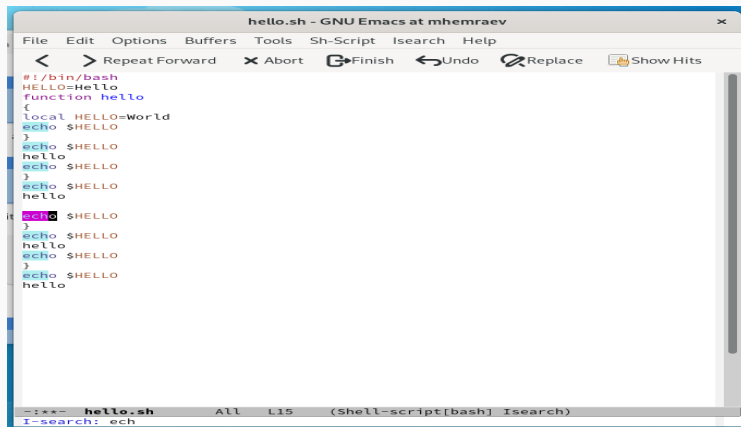 hello.sh - GNU Emacs at mhemraev
File Edit Options Buffers Tools Sh-Script Isearch Help
Repeat Forward Abort Finish Undo Replace Show Hits
#!/bin/bash
HELLO=Hello
function hello
{
local HELLO=World
echo $HELLO
}
echo $HELLO
hello
echo $HELLO
}
echo $HELLO
hello
echo $HELLO
}
echo $HELLO
hello
echo $HELLO
}
echo $HELLO
hello
-:**- hello.sh All L15 (Shell-script[bash] Isearch)
I-search: ech